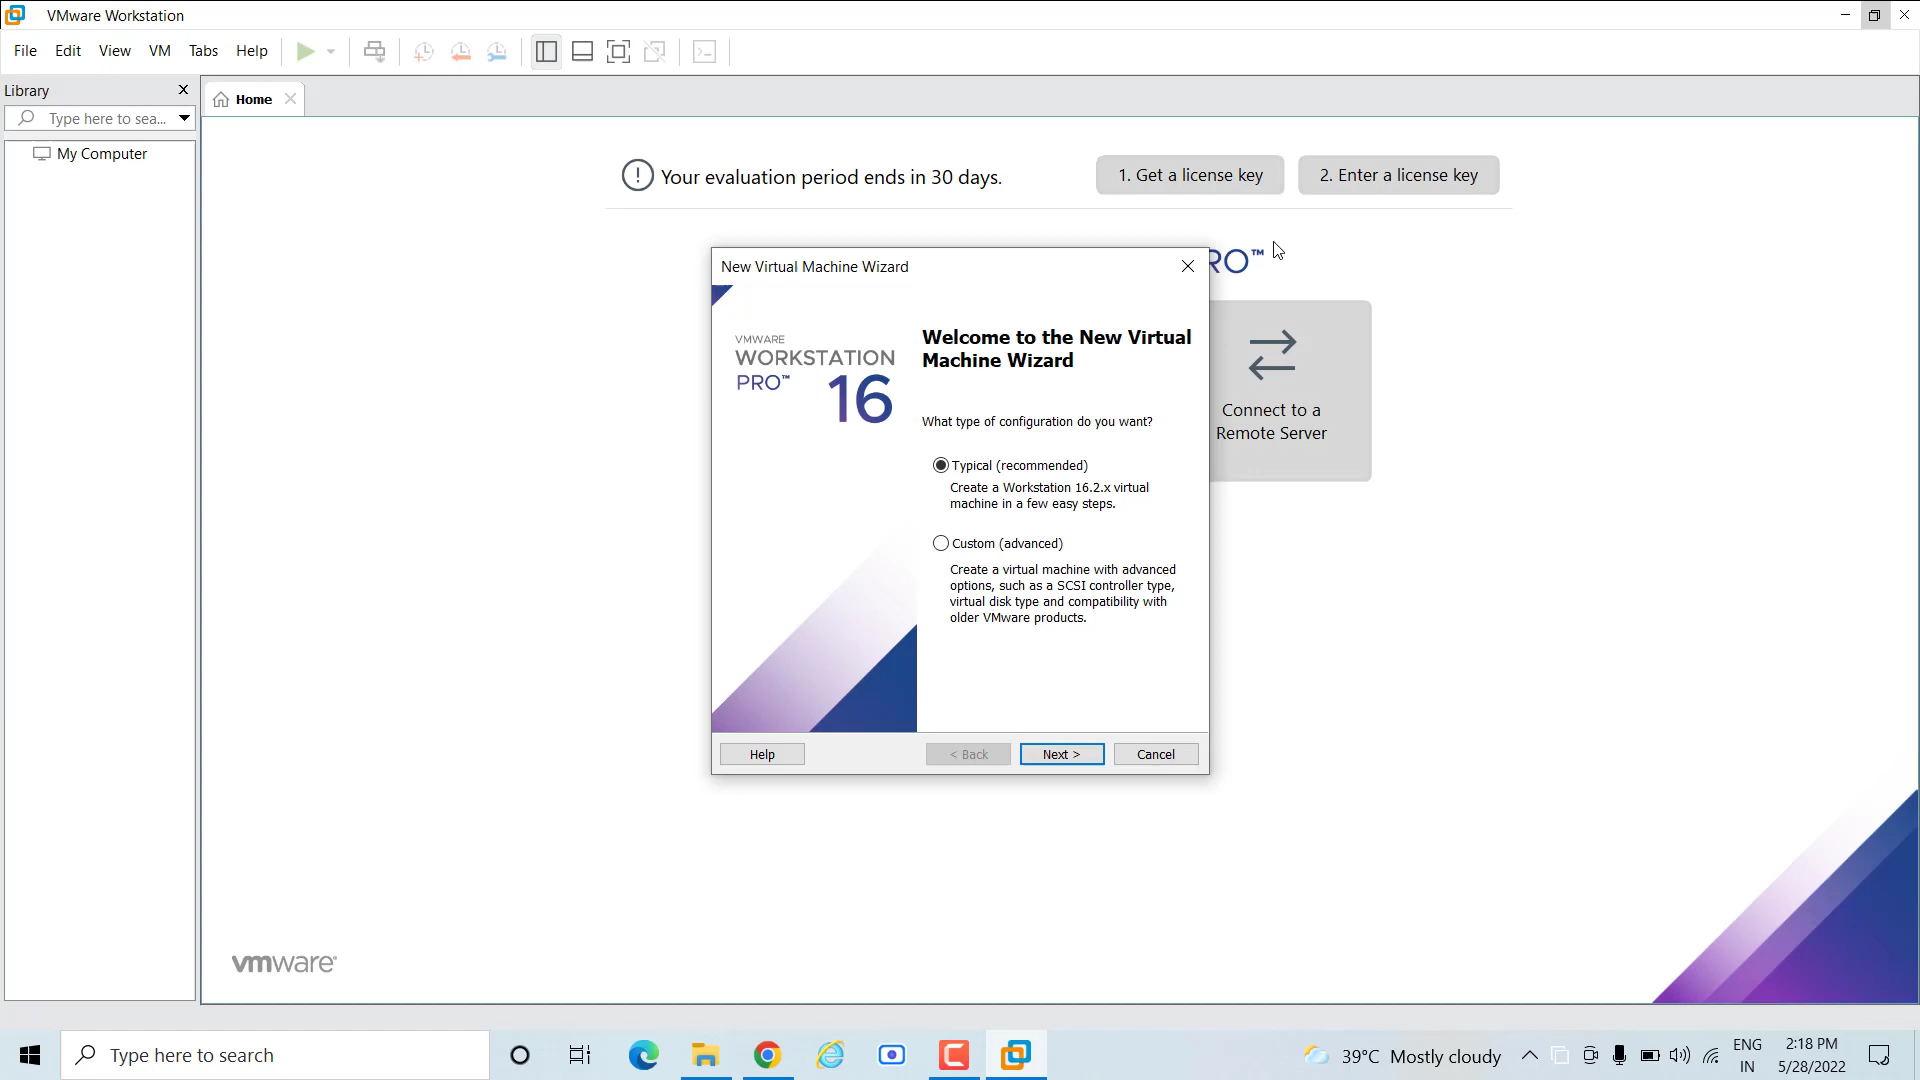 VMware Workstation
File Edit View VM Tabs Help
Library
Type here to sea...
My Computer
Home
Your evaluation period ends in 30 days.
1. Get a license key
2. Enter a license key
RO™
New Virtual Machine Wizard
VMWARE
WORKSTATION
PRO™ 16
Welcome to the New Virtual
Machine Wizard
What type of configuration do you want?
Typical (recommended)
Create a Workstation 16.2.x virtual
machine in a few easy steps.
Custom (advanced)
Create a virtual machine with advanced
options, such as a SCSI controller type,
virtual disk type and compatibility with
older VMware products.
Help
< Back
Next >
Cancel
Connect to a
Remote Server
vmware®
Type here to search
39°C Mostly cloudy
ENG
IN
2:18 PM
5/28/2022